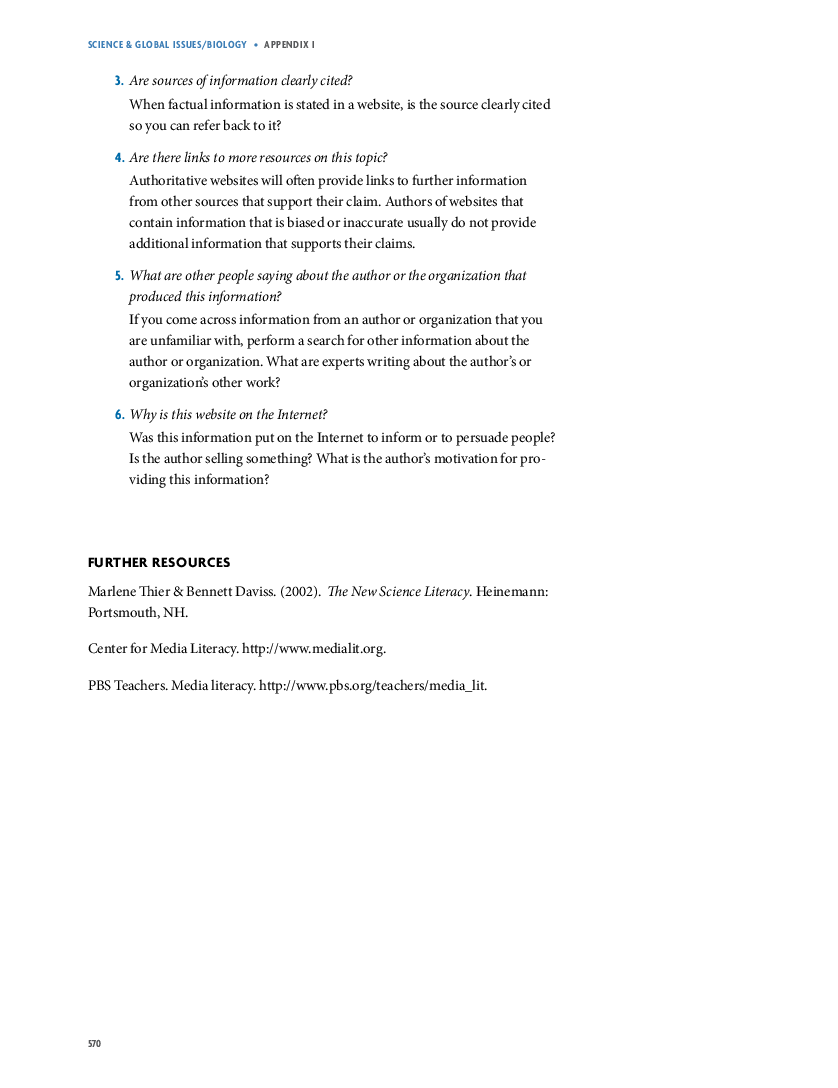 SCIENCE & GLOBAL ISSUES/BIOLOGY • APPENDIX I
3. Are sources of information clearly cited?
When factual information is stated in a website, is the source clearly cited
so you can refer back to it?
4. Are there links to more resources on this topic?
Authoritative websites will often provide links to further information
from other sources that support their claim. Authors of websites that
contain information that is biased or inaccurate usually do not provide
additional information that supports their claims.
5. What are other people saying about the author or the organization that
produced this information?
If you come across information from an author or organization that you
are unfamiliar with, perform a search for other information about the
author or organization. What are experts writing about the author's or
organization's other work?
6. Why is this website on the Internet?
Was this information put on the Internet to inform or to persuade people?
Is the author selling something? What is the author's motivation for pro-
viding this information?
FURTHER RESOURCES
Marlene Thier & Bennett Daviss. (2002). The New Science Literacy. Heinemann:
Portsmouth, NH.
Center for Media Literacy. http://www.medialit.org.
PBS Teachers. Media literacy. http://www.pbs.org/teachers/media_lit.
570